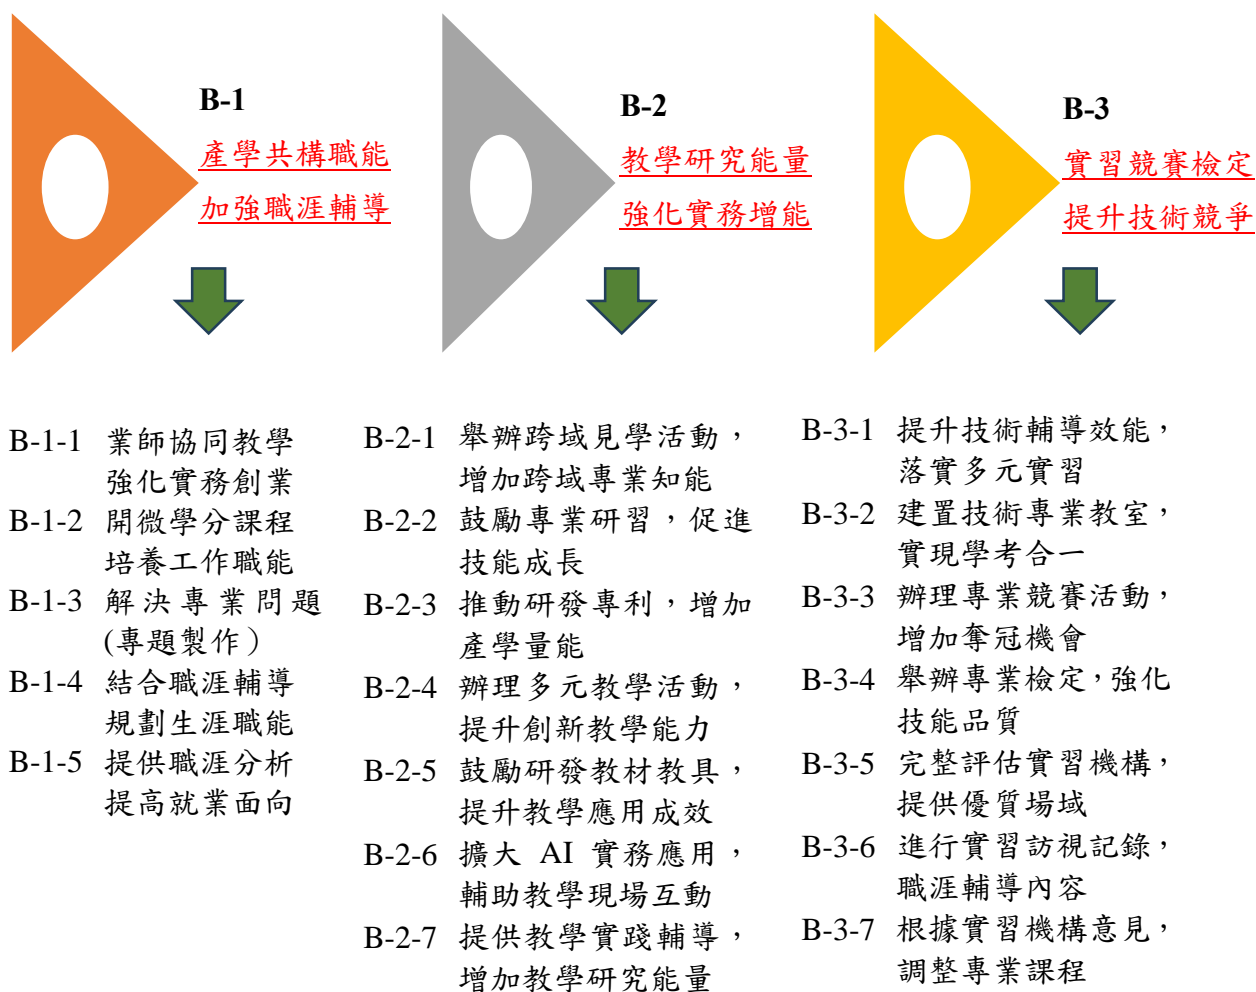 B-1
產學共構職能
加強職涯輔導
B-2
教學研究能量
強化實務增能
B-3
實習競賽檢定
提升技術競爭
B-1-1 業師協同教學
強化實務創業
B-1-2 開微學分課程
培養工作職能
B-1-3 解決專業問題
(專題製作)
B-1-4 結合職涯輔導
規劃生涯職能
B-1-5 提供職涯分析
提高就業面向
B-2-1 舉辦跨域見學活動，
增加跨域專業知能
B-2-2 鼓勵專業研習，促進
技能成長
B-2-3 推動研發專利，增加
產學量能
B-2-4 辦理多元教學活動，
提升創新教學能力
B-2-5 鼓勵研發教材教具，
提升教學應用成效
B-2-6 擴大 AI 實務應用，
輔助教學現場互動
B-2-7 提供教學實踐輔導，
增加教學研究能量
B-3-1 提升技術輔導效能，
落實多元實習
B-3-2 建置技術專業教室，
實現學考合一
B-3-3 辦理專業競賽活動，
增加奪冠機會
B-3-4 舉辦專業檢定，強化
技能品質
B-3-5 完整評估實習機構，
提供優質場域
B-3-6 進行實習訪視記錄，
職涯輔導內容
B-3-7 根據實習機構意見，
調整專業課程